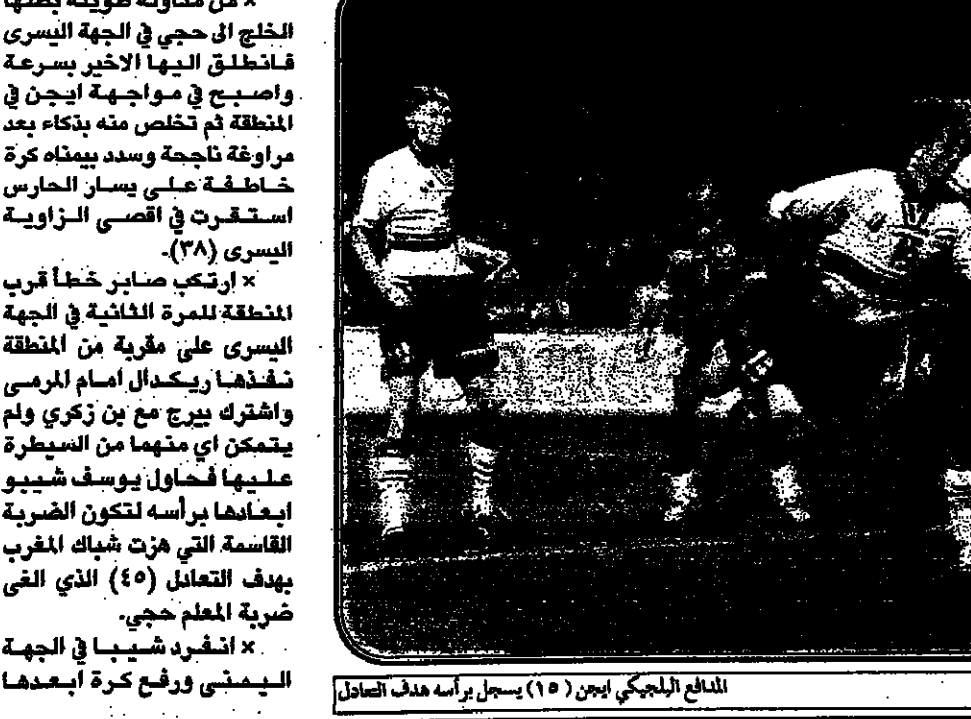 × من مناولة طويلة بعثها
الخلج الى حجي في الجهة اليسرى
فانطلق اليها الاخير بسرعة
واصبح في مواجهة ايجن في
المنطقة ثم تخلص منه بذكاء بعد
مراوغة ناجحة وسدد بيمناه كرة
خاطفة على يسار الحارس
استقرت في اقصى الزاوية
اليسرى (٣٨).
× ارتكب صابر خطأ قرب
المنطقة للمرة الثانية في الجهة
اليسرى على مقربة من المنطقة
نفذها ريكدال امام المرمى
واشترك بيرج مع بن زكري ولم
يتمكن اي منهما من السيطرة
عليها فحاول يوسف شيبو
ابعادها برأسه لتكون الضربة
القاسمة التي هزت شباك المغرب
بهدف التعادل (٤٥) الذي الغى
ضربة المعلم حجي.
× انفرد شيبا في الجهة
اليمنى ورفع كرة ابعدها
المدافع البلجيكي ايجن (١٥) يسجل برأسه هدف التعادل